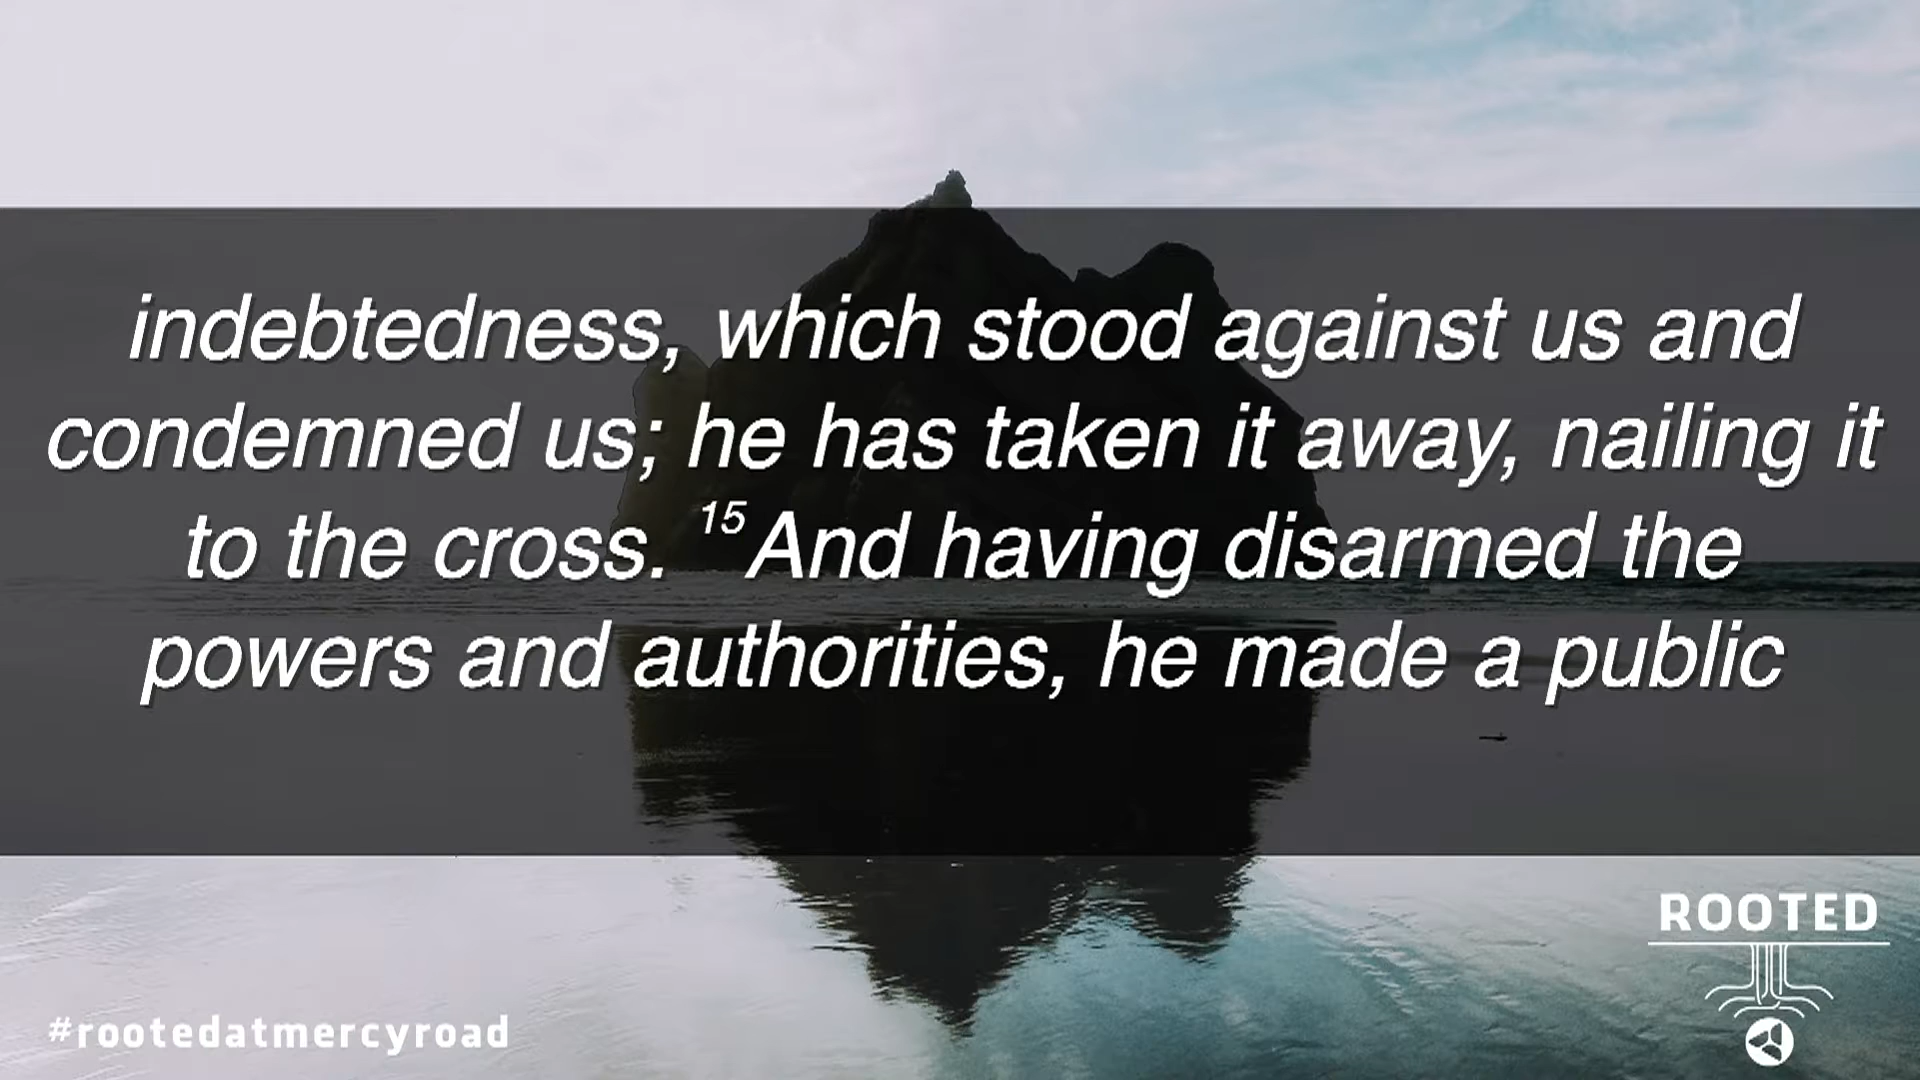 indebtedness, which stood against us and
condemned us; he has taken it away, nailing it
to the cross. 15 And having disarmed the
powers and authorities, he made a public
ROOTED
#rootedatmercyroad